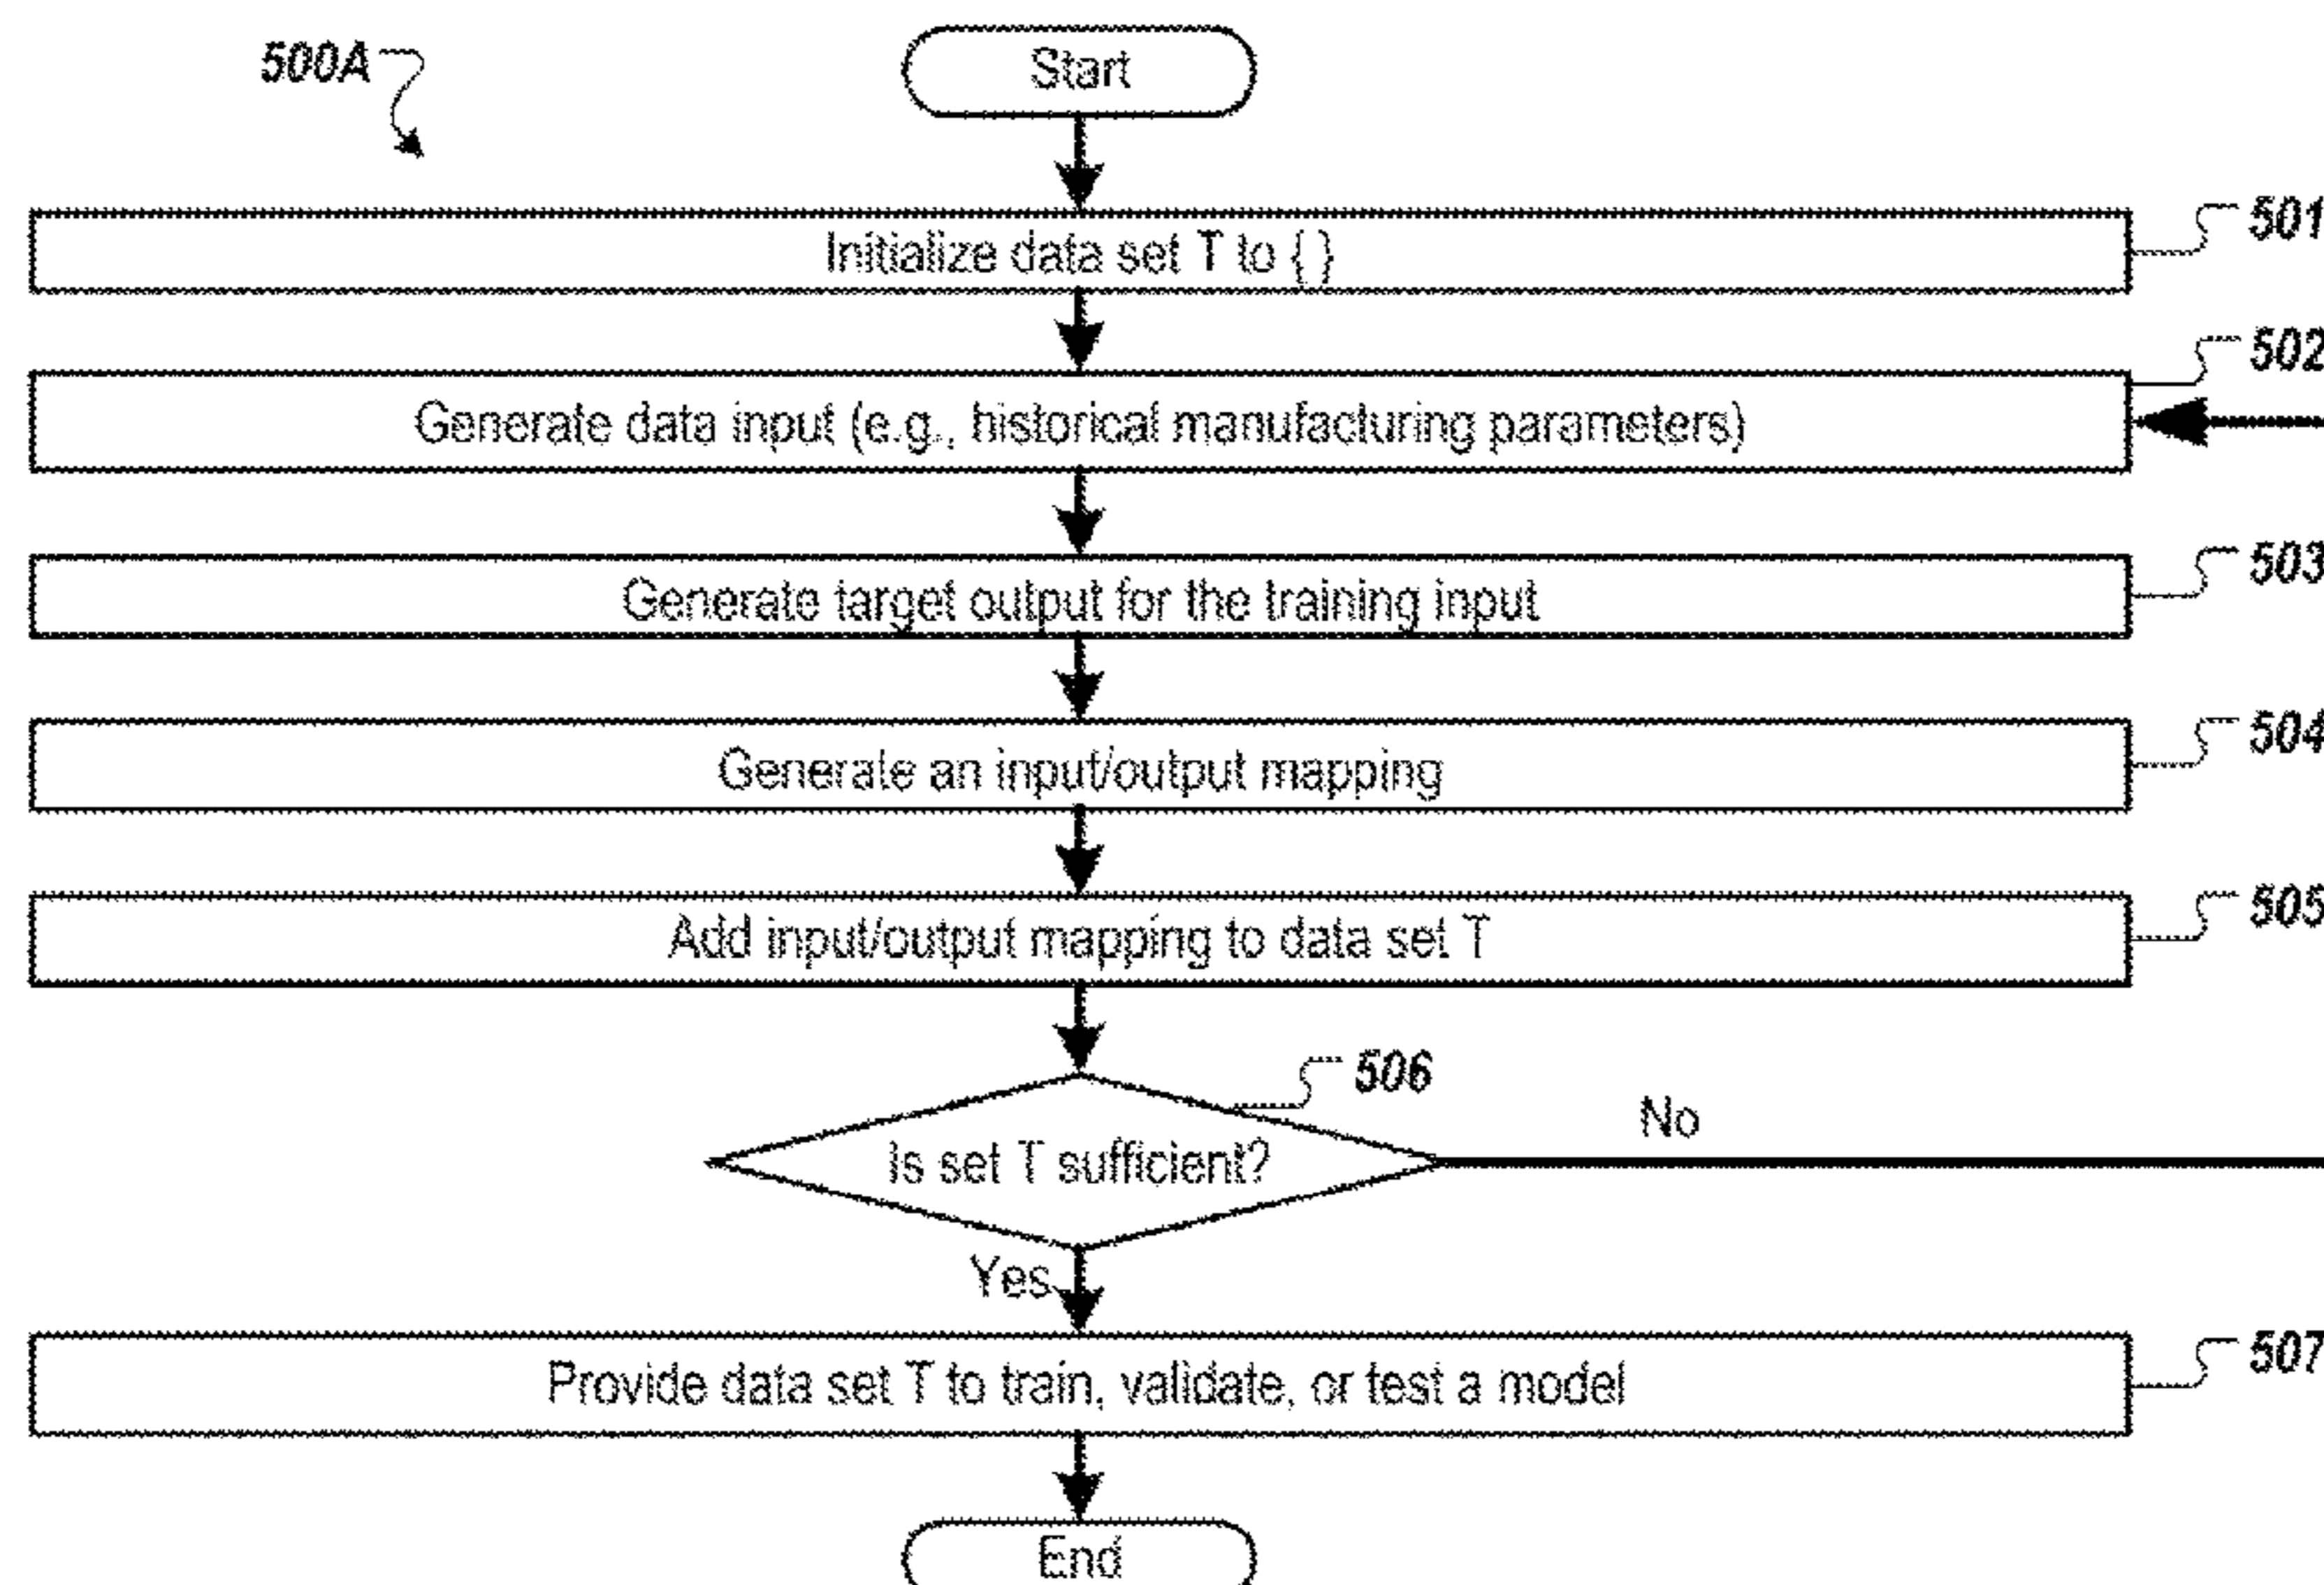 500A
Start
501
Initialize data set T to { }
502
Generate data input (e.g., historical manufacturing parameters)
503
Generate target output for the training input
504
Generate an input/output mapping
505
Add input/output mapping to data set T
506
No
Is set T sufficient?
Yes
507
Provide data set T to train, validate, or test a model
End